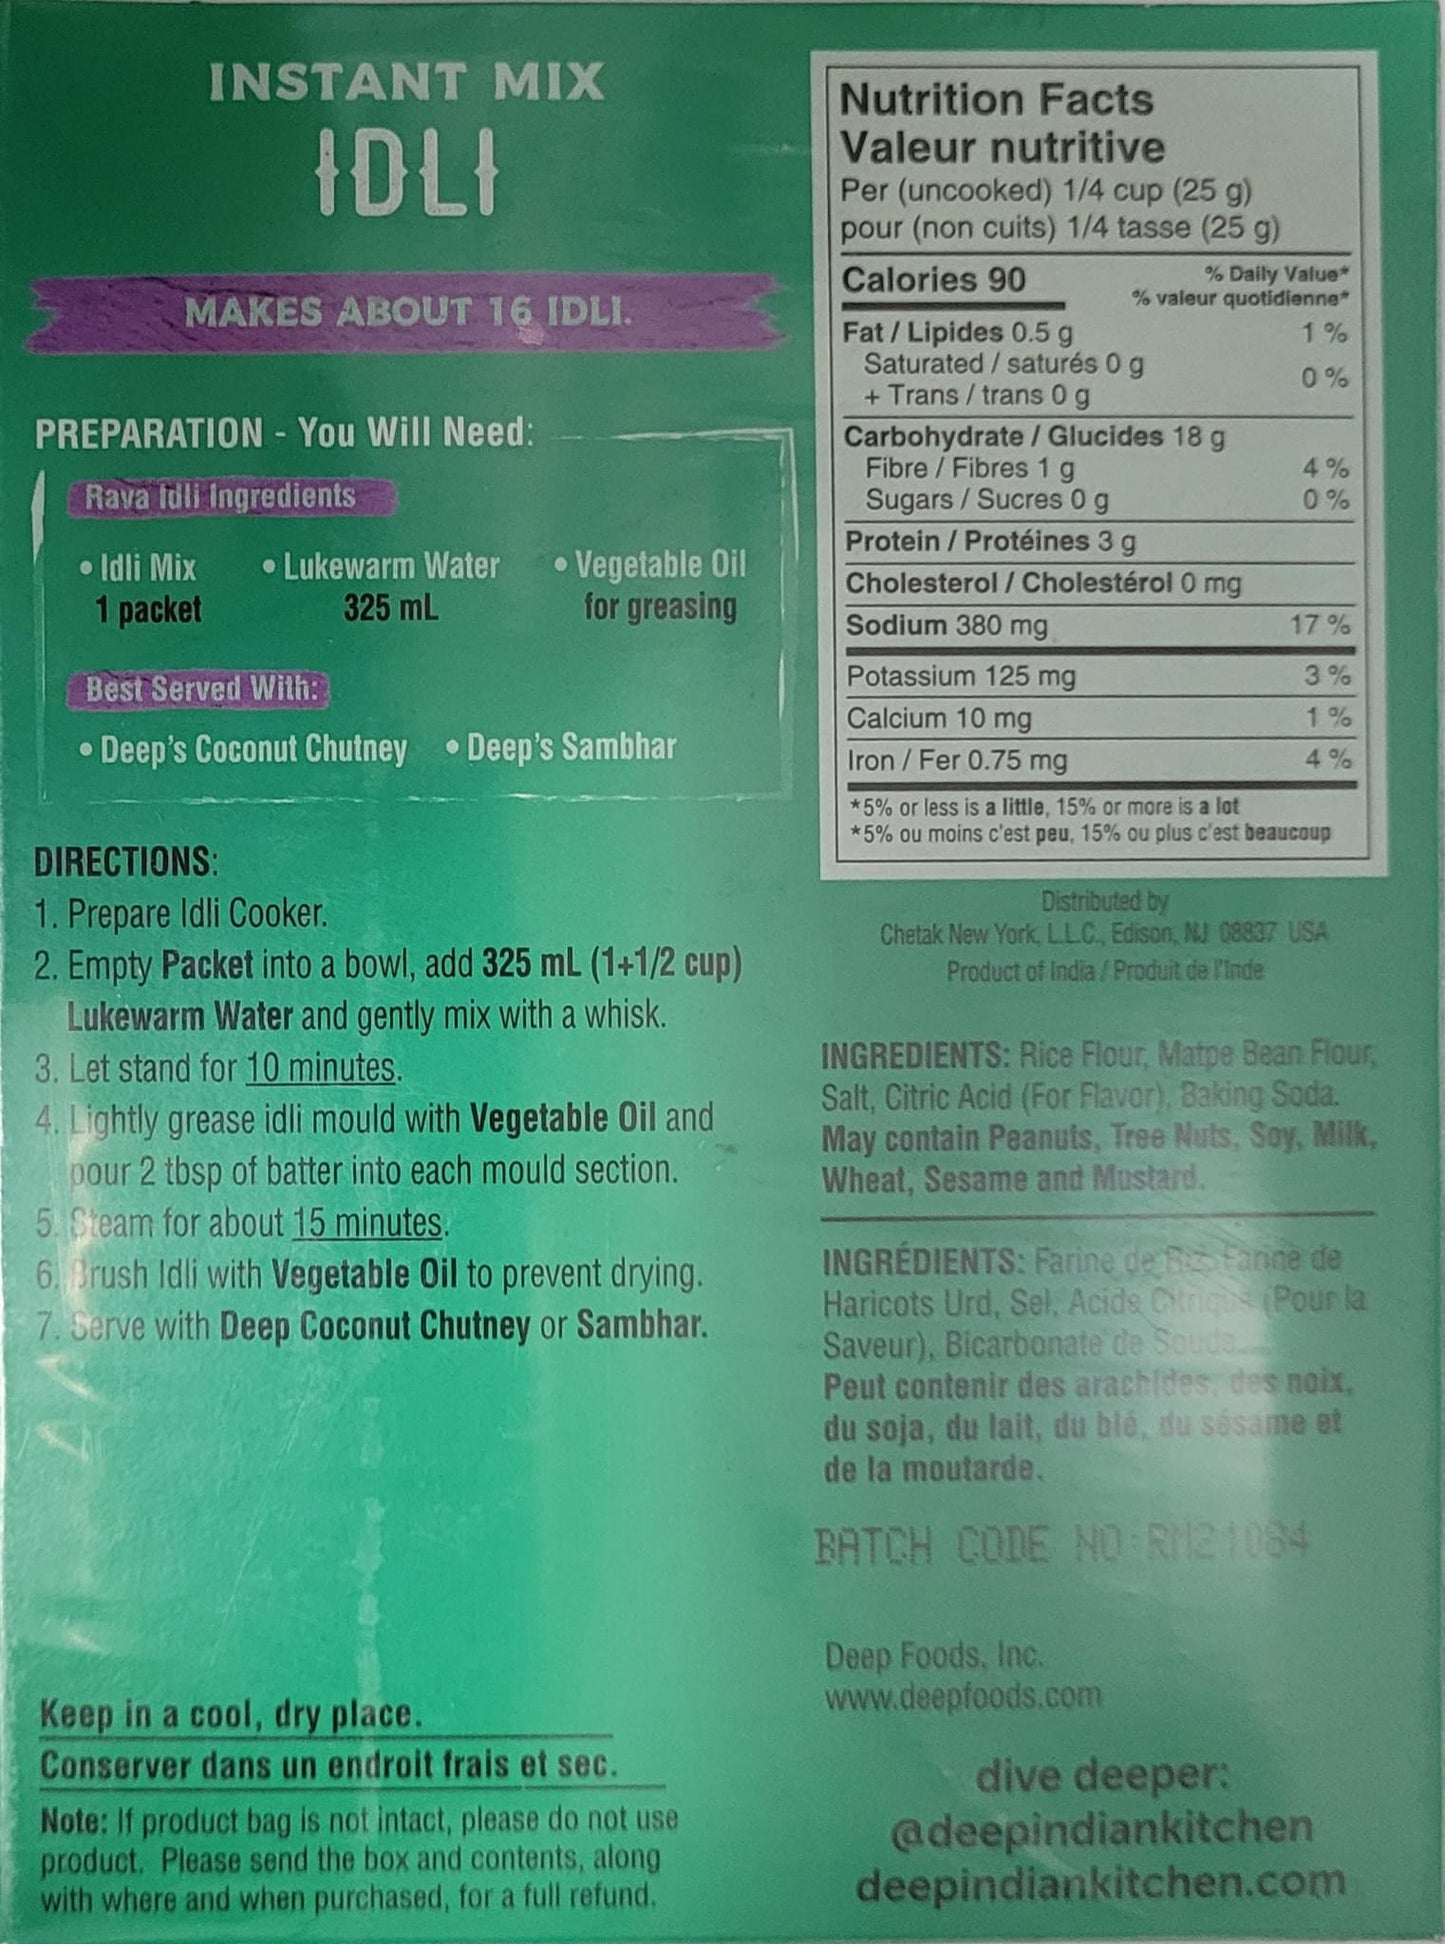 INSTANT MIX
IDLI
MAKES ABOUT 16 IDLI.
PREPARATION - You Will Need:
Rava Idli Ingredients
• Idli Mix • Lukewarm Water • Vegetable Oil
1 packet 325 mL for greasing
Best Served With:
• Deep's Coconut Chutney • Deep's Sambhar
DIRECTIONS:
1. Prepare Idli Cooker.
2. Empty Packet into a bowl, add 325 mL (1+1/2 cup)
Lukewarm Water and gently mix with a whisk.
3. Let stand for 10 minutes.
4. Lightly grease idli mould with Vegetable Oil and
pour 2 tbsp of batter into each mould section.
5. Steam for about 15 minutes.
6. Brush Idli with Vegetable Oil to prevent drying.
7. Serve with Deep Coconut Chutney or Sambhar.
Keep in a cool, dry place.
Conserver dans un endroit frais et sec.
Note: If product bag is not intact, please do not use
product. Please send the box and contents, along
with where and when purchased, for a full refund.
Nutrition Facts
Valeur nutritive
Per (uncooked) 1/4 cup (25 g)
pour (non cuits) 1/4 tasse (25 g)
Calories 90 % Daily Value*
% valeur quotidienne*
Fat / Lipides 0.5 g 1 %
Saturated / saturés 0 g
+ Trans / trans 0 g 0 %
Carbohydrate / Glucides 18 g
Fibre / Fibres 1 g 4 %
Sugars / Sucres 0 g 0 %
Protein / Protéines 3 g
Cholesterol / Cholestérol 0 mg
Sodium 380 mg 17 %
Potassium 125 mg 3 %
Calcium 10 mg 1 %
Iron / Fer 0.75 mg 4 %
*5% or less is a little, 15% or more is a lot
*5% ou moins c'est peu, 15% ou plus c'est beaucoup
Distributed by
Chetak New York, L.L.C., Edison, NJ 08837 USA
Product of India / Produit de l'Inde
INGREDIENTS: Rice Flour, Matpe Bean Flour,
Salt, Citric Acid (For Flavor), Baking Soda.
May contain Peanuts, Tree Nuts, Soy, Milk,
Wheat, Sesame and Mustard.
INGRÉDIENTS: Farine de Riz, Farine de
Haricots Urd, Sel, Acide Citrique (Pour la
Saveur), Bicarbonate de Soude.
Peut contenir des arachides, des noix,
du soja, du lait, du blé, du sésame et
de la moutarde.
BATCH CODE NO:RM21084
Deep Foods, Inc.
www.deepfoods.com
dive deeper:
@deepindiankitchen
deepindiankitchen.com